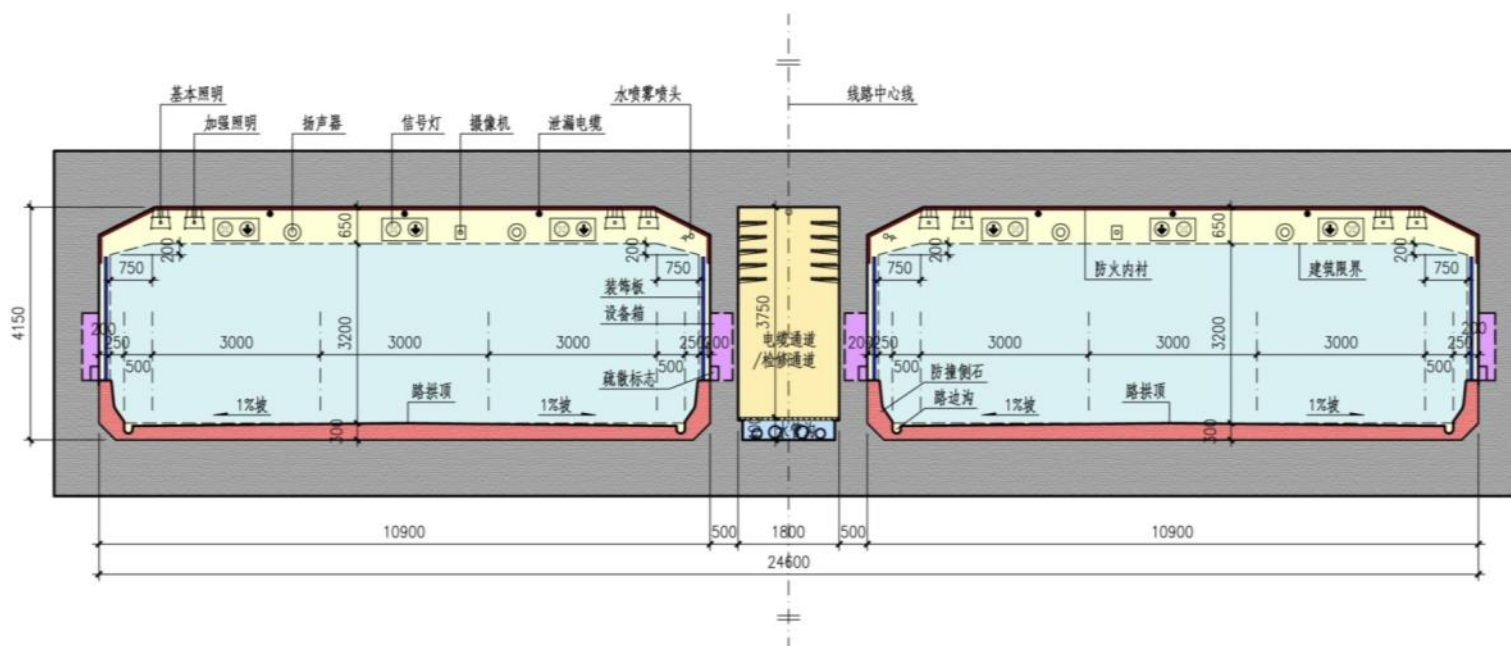 基本照明
水喷雾喷头
线路中心线
加强照明
扬声器
信号灯
摄像机
泄漏电缆
650
650
200
200
200
200
750
750
750
750
防火内衬
建筑限界
装饰板
设备箱
4150
3750
200
250
500
3000
3200
3000
3000
500
250
200
电缆通道
/检修通道
200
250
500
3000
3000
3200
3000
500
250
200
疏散标志
防撞侧石
路边沟
1%坡
路拱顶
1%坡
1%坡
路拱顶
1%坡
300
300
10900
500
1800
500
10900
24600